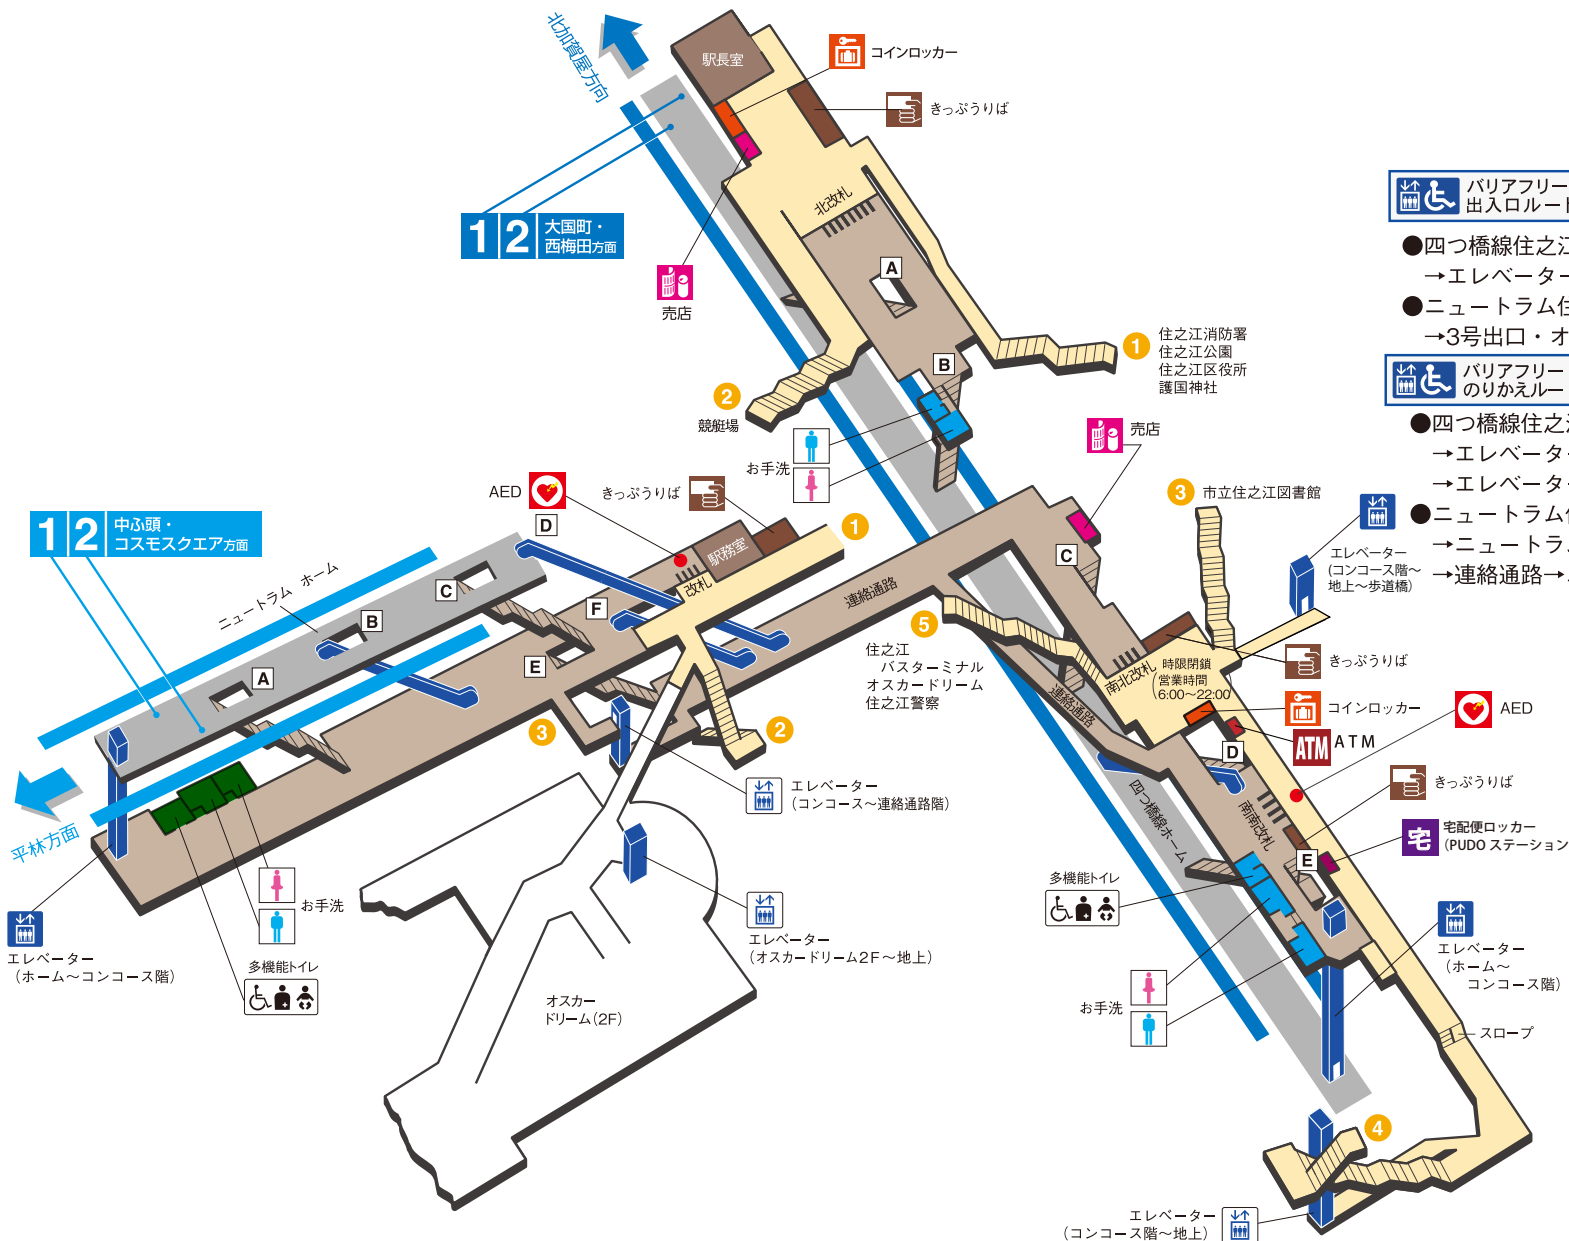 北加賀屋方向
駅長室
コインロッカー
きっぷうりば
1 2 大国町・
西梅田方面
売店
北改札
A
B
1
住之江消防署
住之江公園
住之江区役所
護国神社
2
競艇場
お手洗
売店
バリアフリー
出入口ルート
●四つ橋線住之江
→エレベーター
●ニュートラム住
→3号出口・オ
バリアフリー
のりかえルー
●四つ橋線住之江
→エレベーター
→エレベーター
●ニュートラム住
→ニュートラム
→連絡通路→
3 市立住之江図書館
エレベーター
(コンコース階〜
地上〜歩道橋)
AED
きっぷうりば
1 2 中ふ頭・
コスモスクエア方面
D
駅務室
1
改札
C
ニュートラム ホーム
B
F
A
E
連絡通路
C
5
住之江
バスターミナル
オスカードリーム
住之江警察
南北改札
時限閉鎖
営業時間
6:00〜22:00
きっぷうりば
連絡通路
コインロッカー
AED
ATM ATM
D
きっぷうりば
3
2
エレベーター
(コンコース〜連絡通路階)
四つ橋線ホーム
南南改札
宅 宅配便ロッカー
(PUDOステーション
E
平林方面
お手洗
エレベーター
(ホーム〜コンコース階)
多機能トイレ
エレベーター
(オスカードリーム2F〜地上)
オスカー
ドリーム(2F)
多機能トイレ
お手洗
エレベーター
(ホーム〜
コンコース階)
スロープ
4
エレベーター
(コンコース階〜地上)